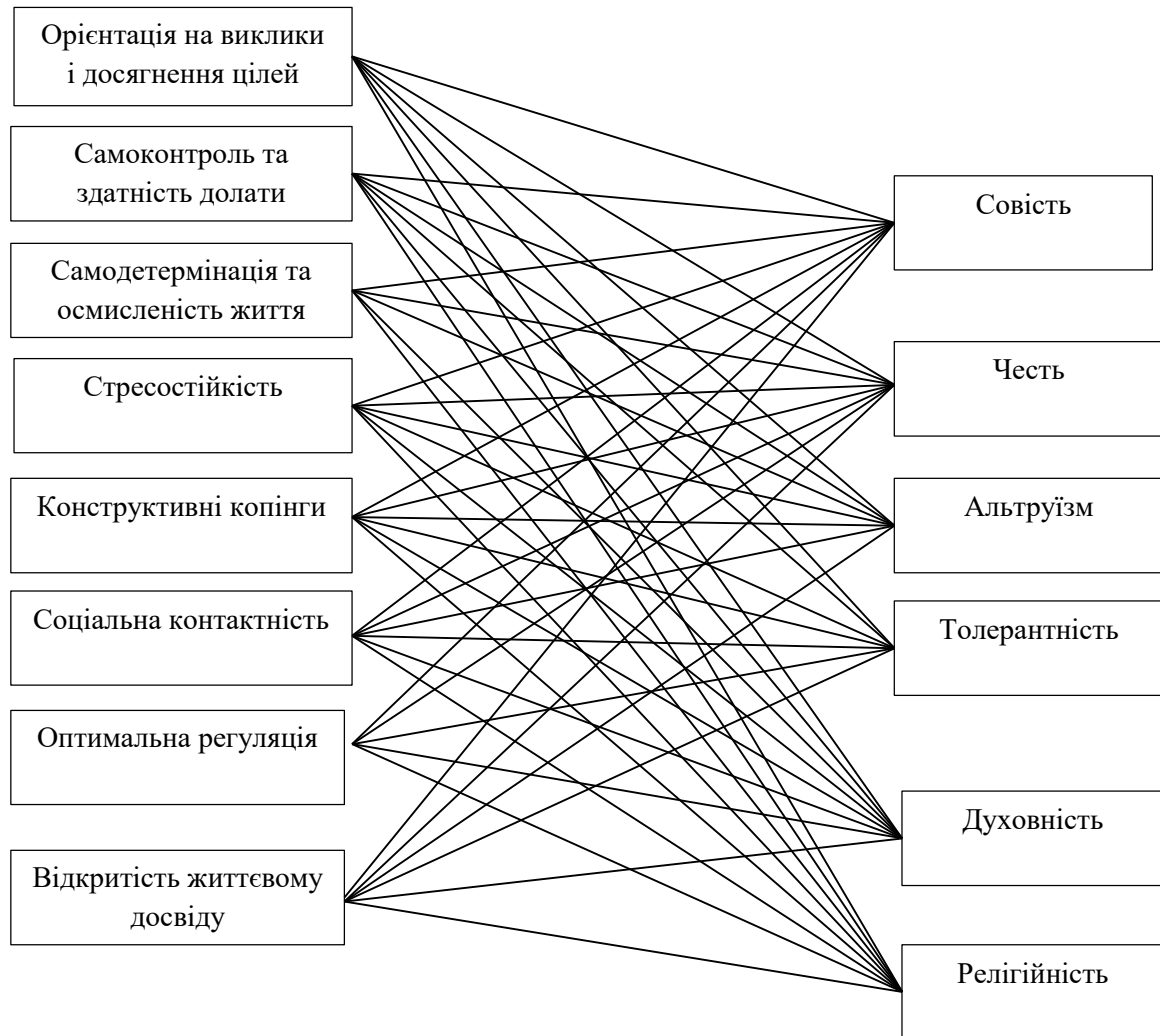 Орієнтація на виклики
і досягнення цілей
Самоконтроль та
здатність долати
Самодетермінація та
осмисленість життя
Стресостійкість
Конструктивні копінги
Соціальна контактність
Оптимальна регуляція
Відкритість життєвому
досвіду
Совість
Честь
Альтруїзм
Толерантність
Духовність
Релігійність